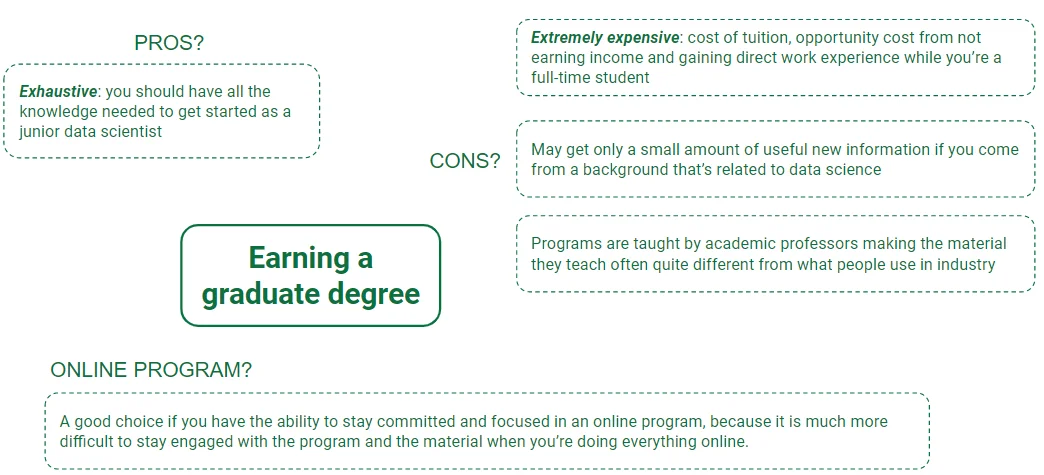 PROS?
Exhaustive: you should have all the
knowledge needed to get started as a
junior data scientist
CONS?
Extremely expensive: cost of tuition, opportunity cost from not
earning income and gaining direct work experience while you’re a
full-time student
May get only a small amount of useful new information if you come
from a background that’s related to data science
Programs are taught by academic professors making the material
they teach often quite different from what people use in industry
Earning a
graduate degree
ONLINE PROGRAM?
A good choice if you have the ability to stay committed and focused in an online program, because it is much more
difficult to stay engaged with the program and the material when you’re doing everything online.